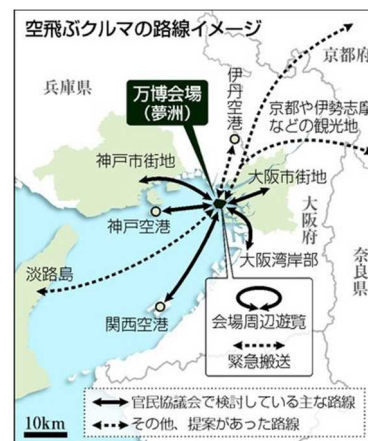 空飛ぶクルマの路線イメージ
京都府
兵庫県
伊丹空港
万博会場
(夢洲)
京都や伊勢志摩
などの観光地
神戸市街地
大阪市街地
神戸空港
大阪府
大阪湾岸部
奈良県
淡路島
関西空港
会場周辺遊覧
緊急搬送
10km
官民協議会で検討している主な路線
その他、提案があった路線